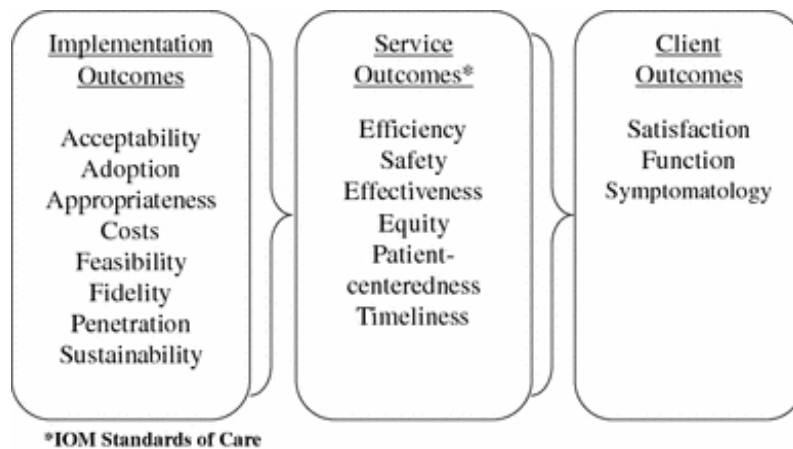 Implementation
Outcomes
Acceptability
Adoption
Appropriateness
Costs
Feasibility
Fidelity
Penetration
Sustainability
Service
Outcomes*
Efficiency
Safety
Effectiveness
Equity
Patient-
centeredness
Timeliness
Client
Outcomes
Satisfaction
Function
Symptomatology
*IOM Standards of Care